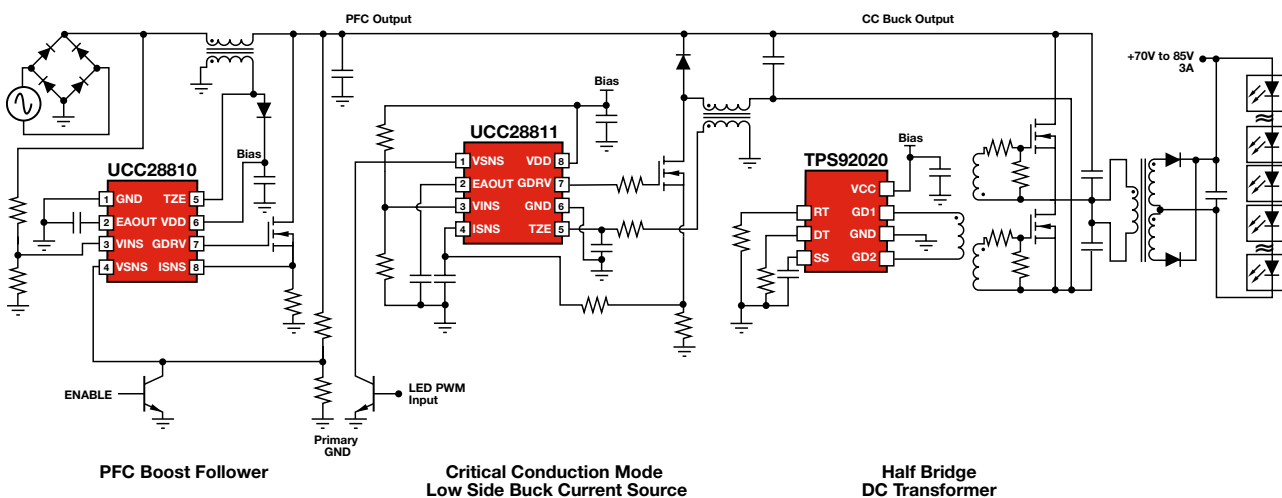 PFC Output
CC Buck Output
+70V to 85V
3A
Bias
UCC28810
1 GND TZE 5
2 EAOUT VDD 6
3 VINS GDRV 7
4 VSNS ISNS 8
Bias
UCC28811
1 VSNS VDD 8
2 EAOUT GDRV 7
3 VINS GND 6
4 ISNS TZE 5
Bias
TPS92020
VCC
RT GD1
DT GND
SS GD2
ENABLE
LED PWM
Input
Primary
GND
PFC Boost Follower
Critical Conduction Mode
Low Side Buck Current Source
Half Bridge
DC Transformer